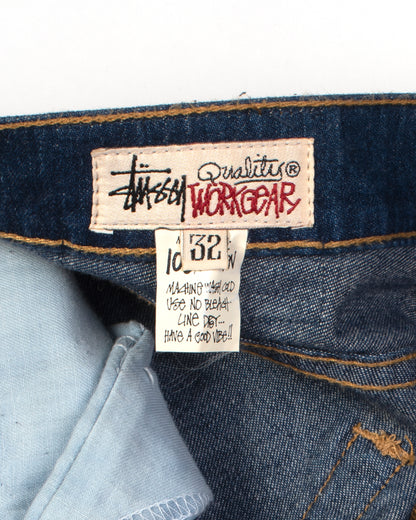 Quality®
Stüssy WORKGEAR
32
MACHINE WASH COLD
USE NO BLEACH
LINE DRY...
HAVE A GOOD VIBE!!